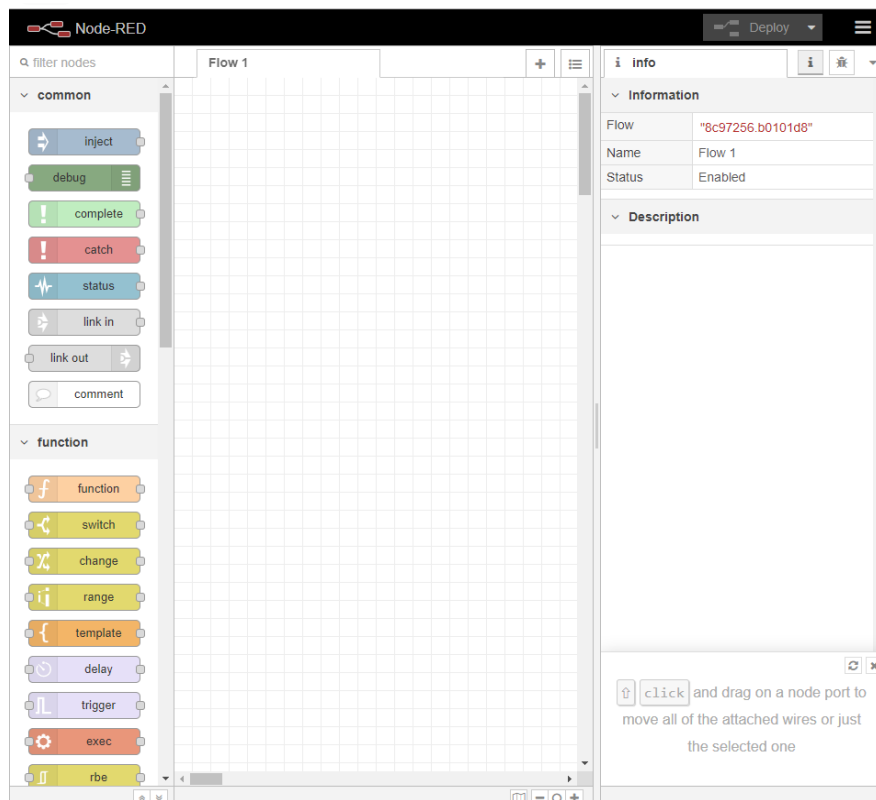 Node-RED
Deploy
filter nodes
Flow 1
info
common
inject
debug
complete
catch
status
link in
link out
comment
function
function
switch
change
range
template
delay
trigger
exec
rbe
Information
Flow "8c97256.b0101d8"
Name Flow 1
Status Enabled
Description
click and drag on a node port to
move all of the attached wires or just
the selected one